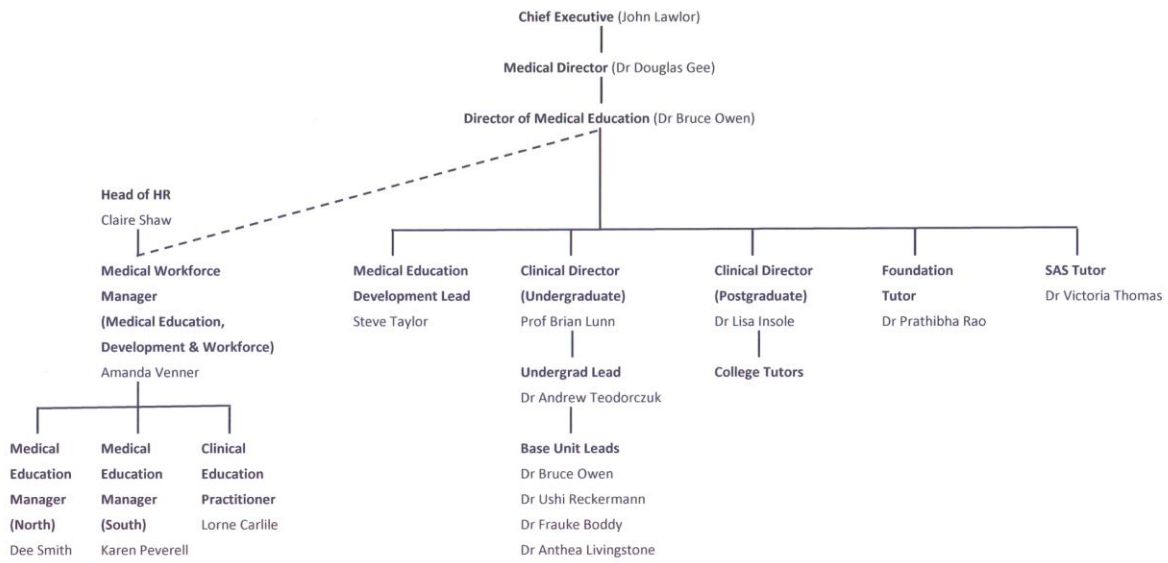 Chief Executive (John Lawlor)
Medical Director (Dr Douglas Gee)
Director of Medical Education (Dr Bruce Owen)
Head of HR
Claire Shaw
Medical Workforce
Manager
(Medical Education,
Development & Workforce)
Amanda Venner
Medical Education
Development Lead
Steve Taylor
Clinical Director
(Undergraduate)
Prof Brian Lunn
Clinical Director
(Postgraduate)
Dr Lisa Insole
Foundation
Tutor
Dr Prathibha Rao
SAS Tutor
Dr Victoria Thomas
Undergrad Lead
Dr Andrew Teodorczuk
College Tutors
Medical
Education
Manager
(North)
Dee Smith
Medical
Education
Manager
(South)
Karen Peverell
Clinical
Education
Practitioner
Lorne Carlile
Base Unit Leads
Dr Bruce Owen
Dr Ushi Reckermann
Dr Frauke Boddy
Dr Anthea Livingstone